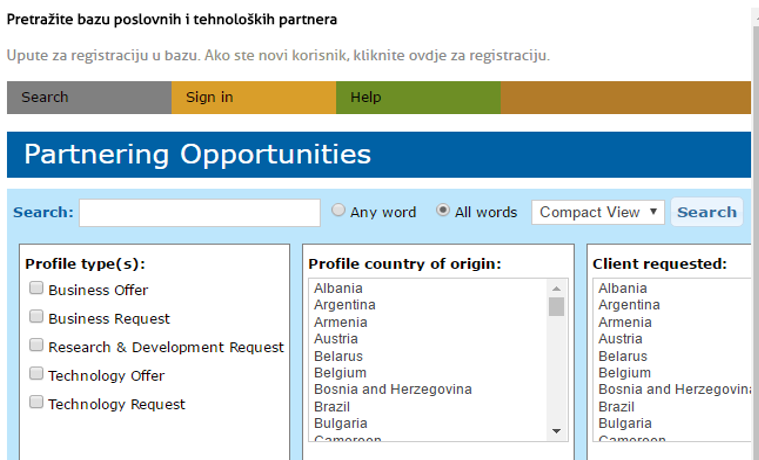 Pretražite bazu poslovnih i tehnoloških partnera
Upute za registraciju u bazu. Ako ste novi korisnik, kliknite ovdje za registraciju.
Search Sign in Help
Partnering Opportunities
Search: Any word All words Compact View Search
Profile type(s):
Business Offer
Business Request
Research & Development Request
Technology Offer
Technology Request
Profile country of origin:
Albania
Argentina
Armenia
Austria
Belarus
Belgium
Bosnia and Herzegovina
Brazil
Bulgaria
Cameroon
Client requested:
Albania
Argentina
Armenia
Austria
Belarus
Belgium
Bosnia and Herzegovina
Brazil
Bulgaria
Cameroon